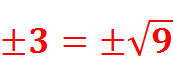 ±3 = ±√9